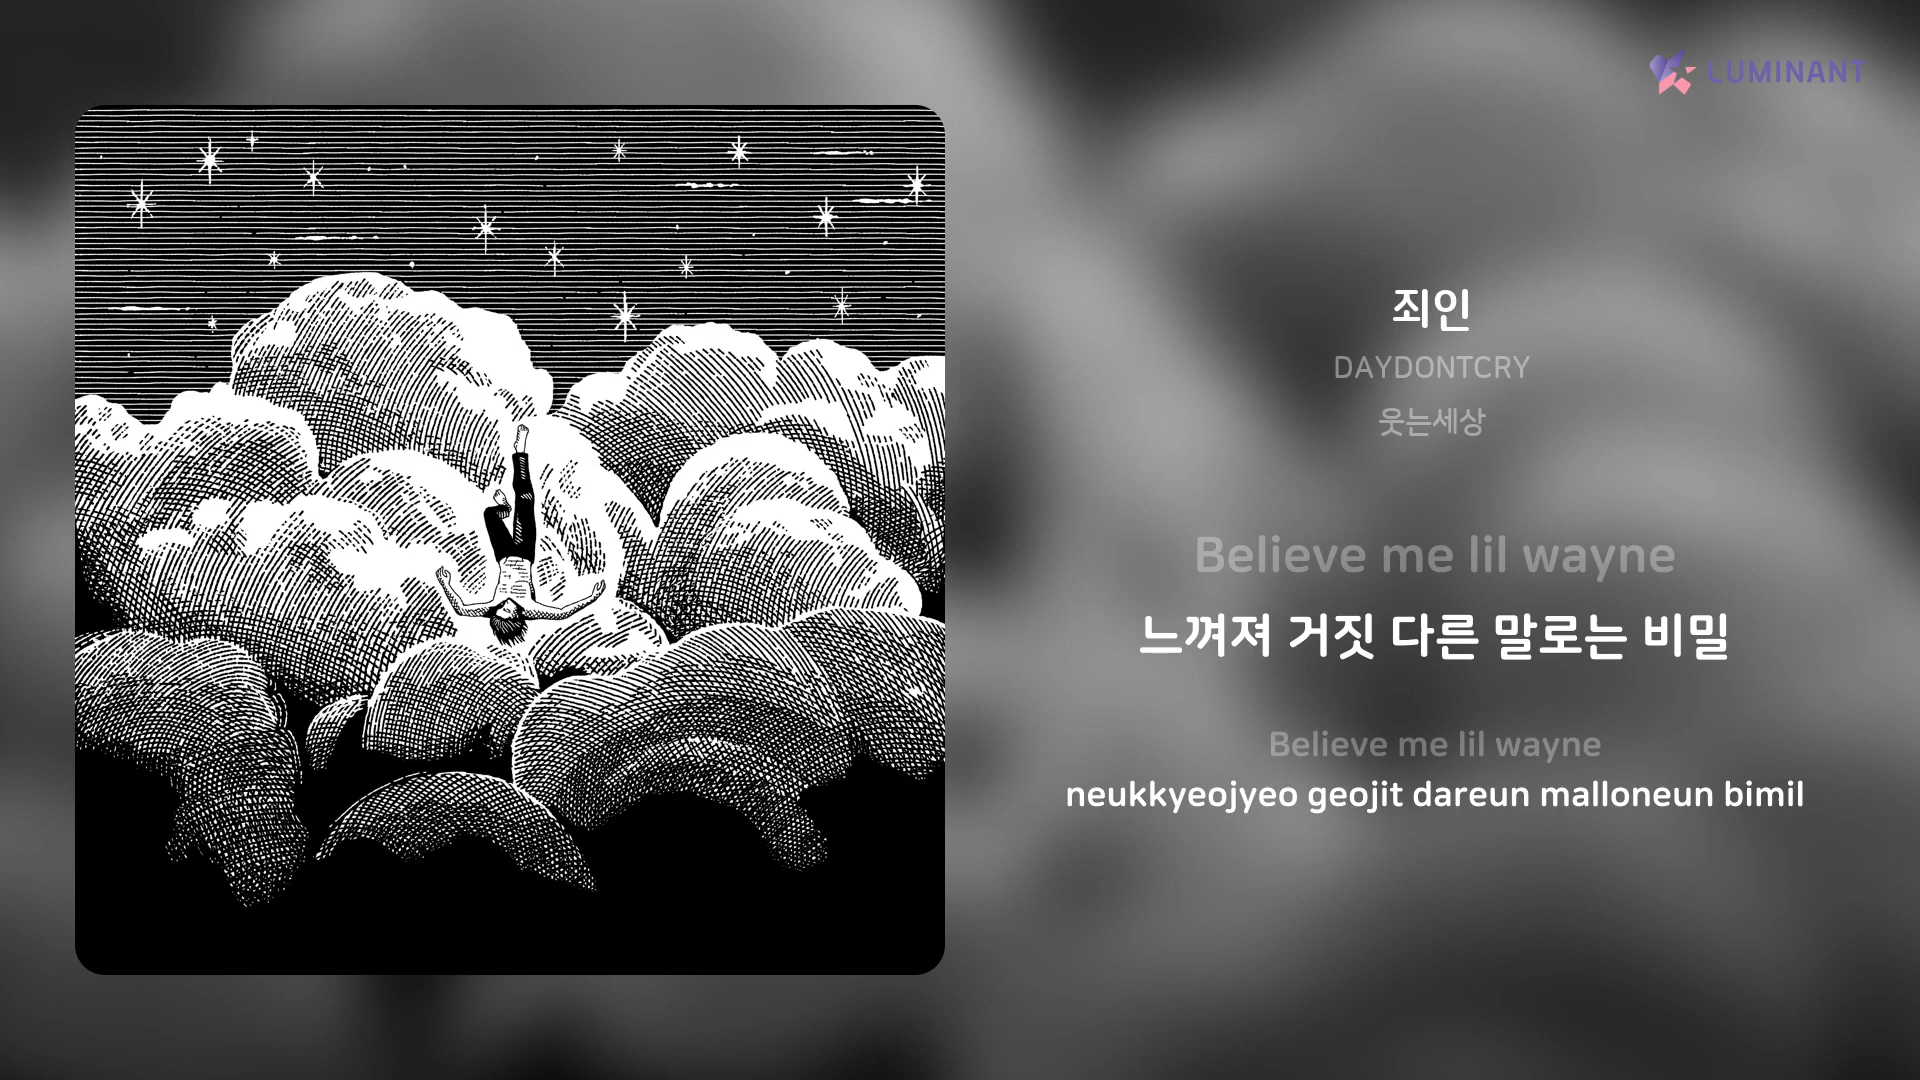 LUMINANT
죄인
DAYDONTCRY
웃는세상
Believe me lil wayne
느껴져 거짓 다른 말로는 비밀
Believe me lil wayne
neukkyeojyeo geojit dareun malloneun bimil